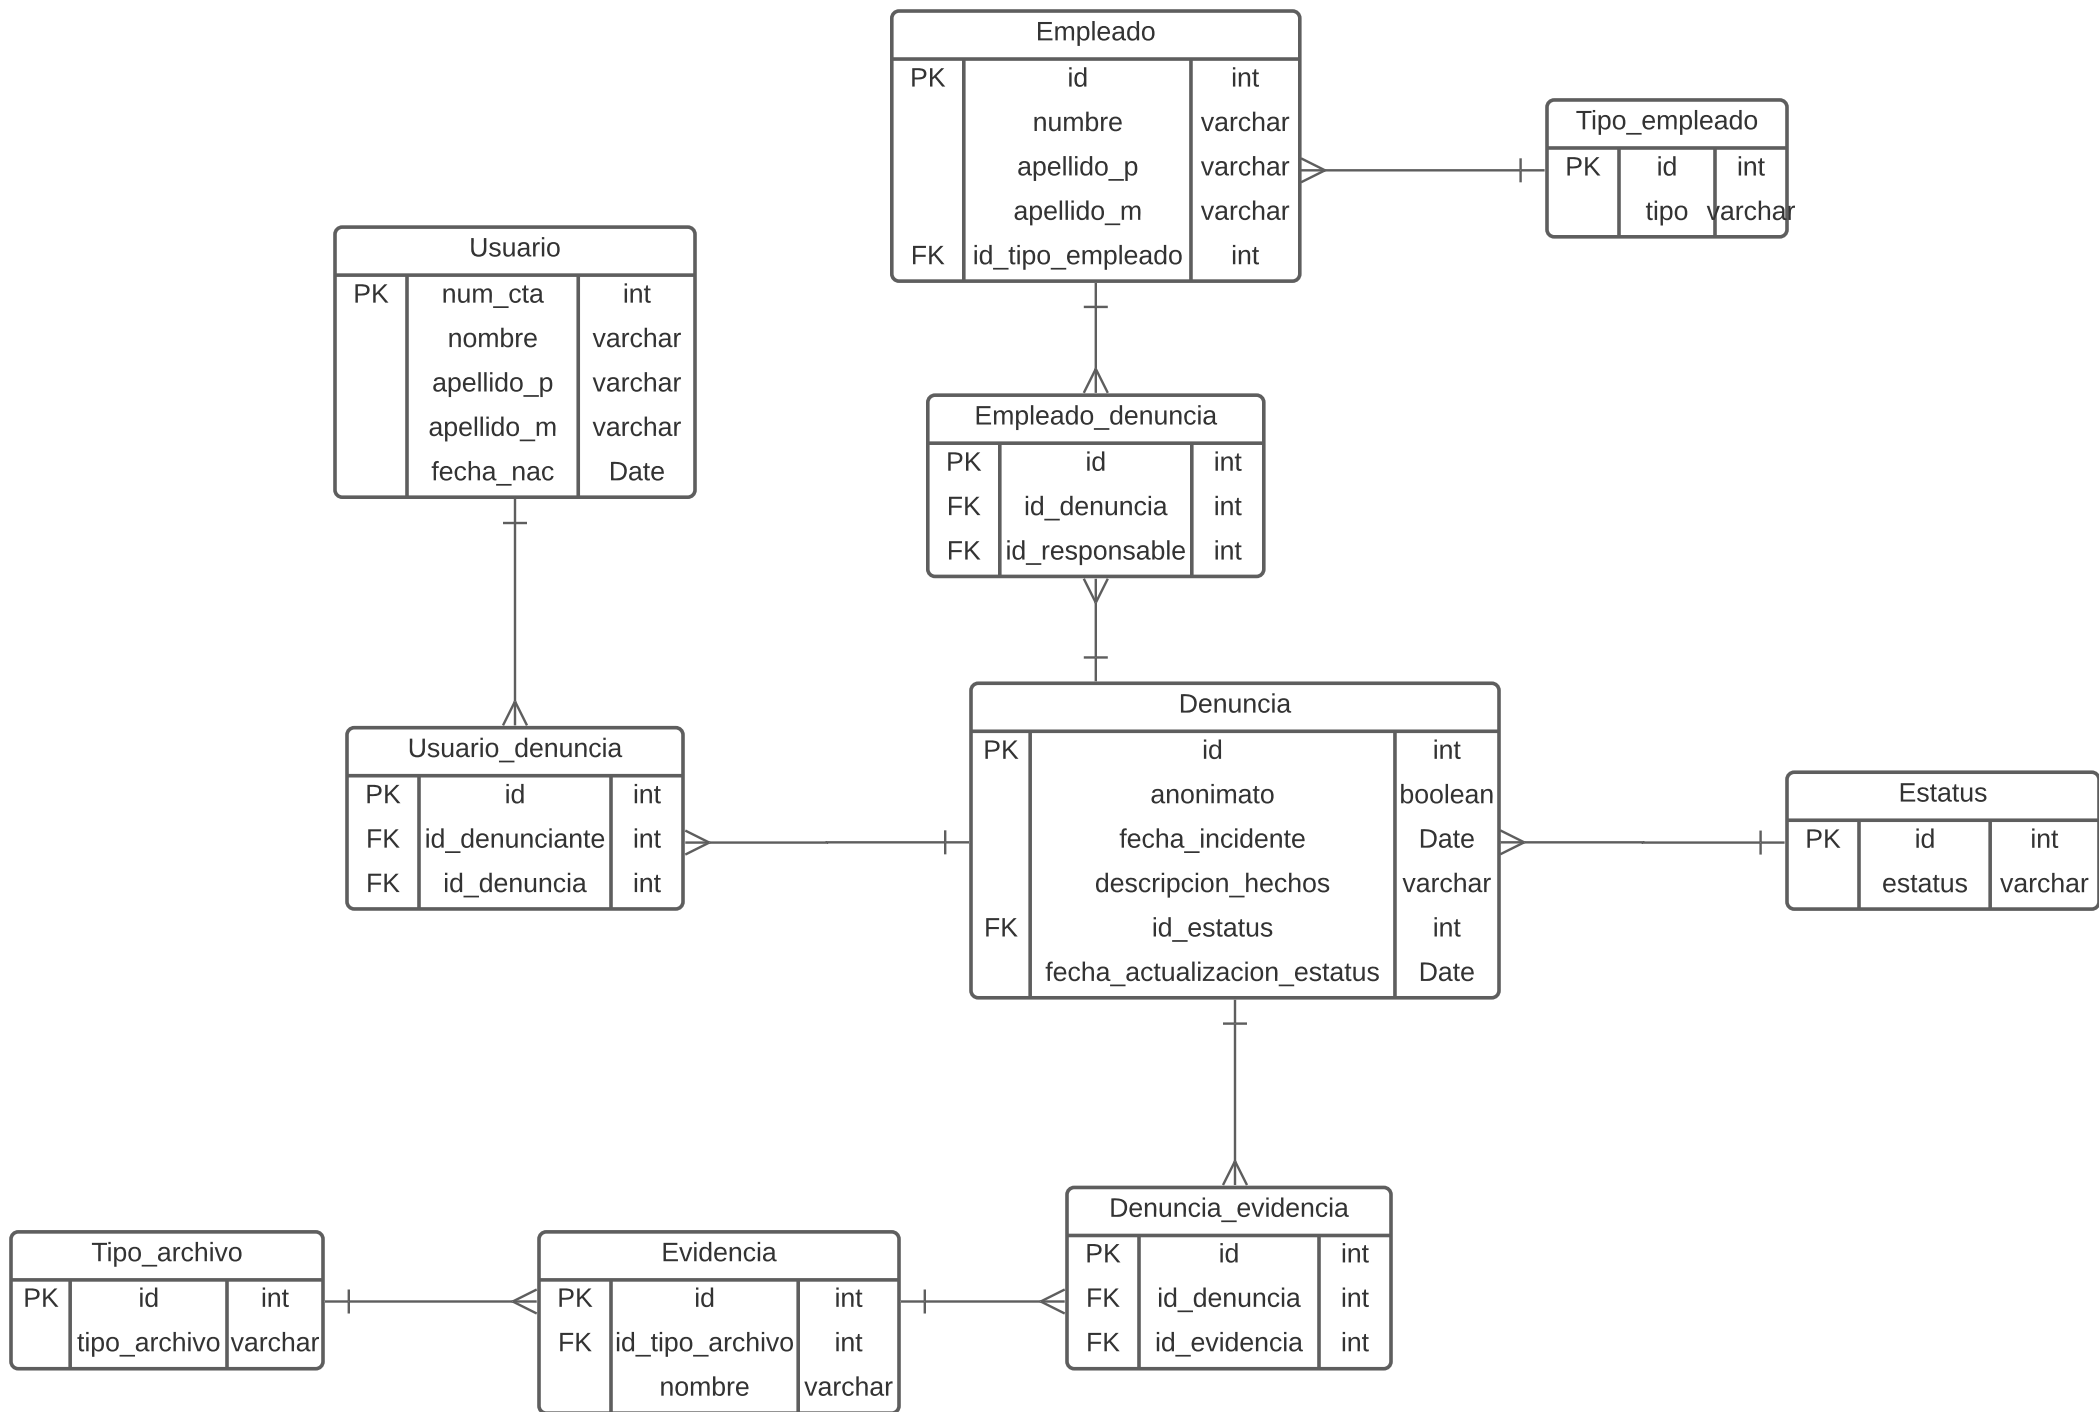 Empleado
PK id int
numbre varchar
apellido_p varchar
apellido_m varchar
FK id_tipo_empleado int
Tipo_empleado
PK id int
tipo varchar
Usuario
PK num_cta int
nombre varchar
apellido_p varchar
apellido_m varchar
fecha_nac Date
Empleado_denuncia
PK id int
FK id_denuncia int
FK id_responsable int
Usuario_denuncia
PK id int
FK id_denunciante int
FK id_denuncia int
Denuncia
PK id int
anonimato boolean
fecha_incidente Date
descripcion_hechos varchar
FK id_estatus int
fecha_actualizacion_estatus Date
Estatus
PK id int
estatus varchar
Tipo_archivo
PK id int
tipo_archivo varchar
Evidencia
PK id int
FK id_tipo_archivo int
nombre varchar
Denuncia_evidencia
PK id int
FK id_denuncia int
FK id_evidencia int